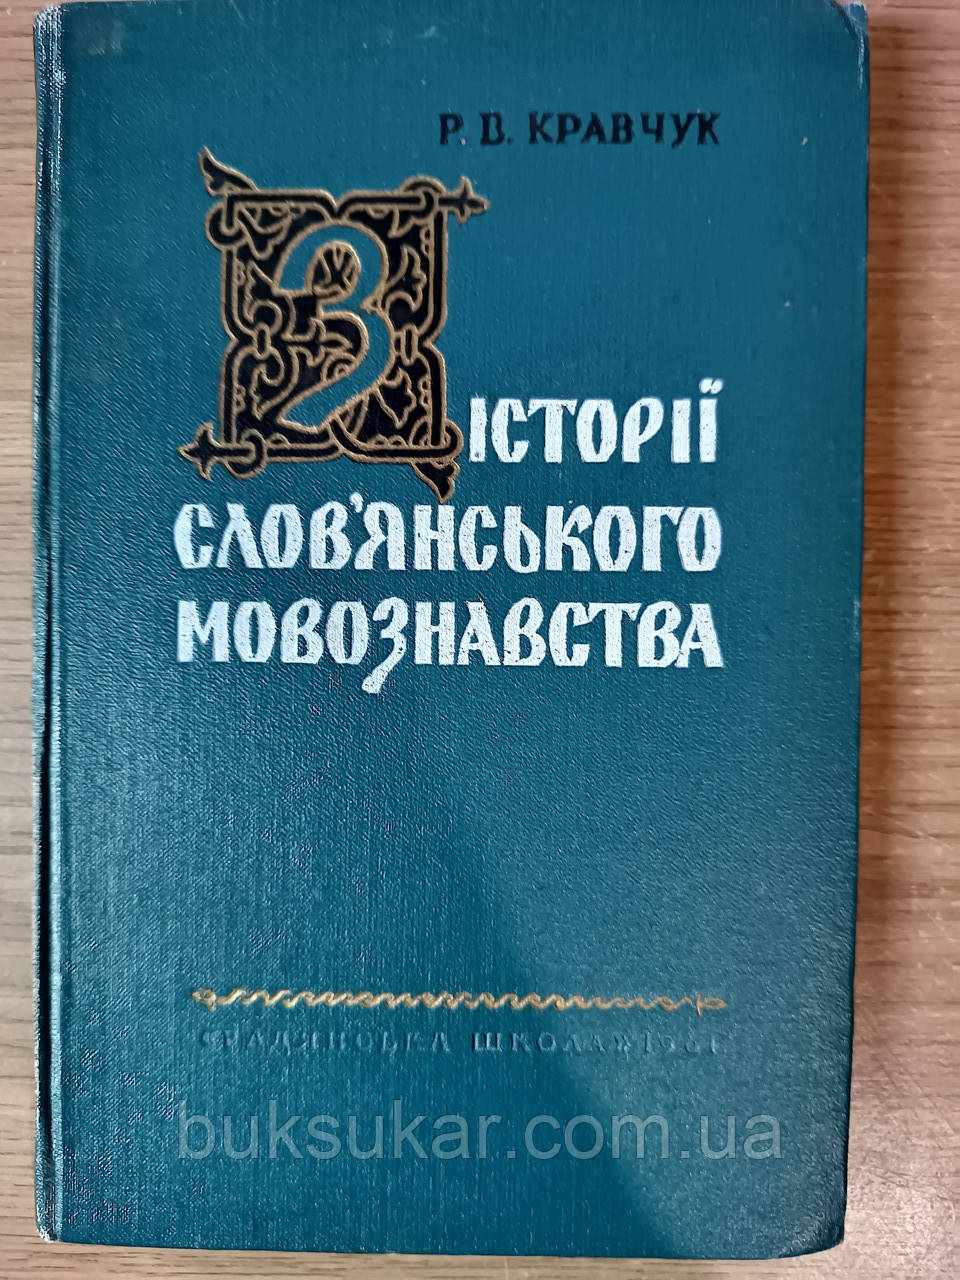 Р. В. КРАВЧУК
З ІСТОРІЇ
СЛОВ'ЯНСЬКОГО
МОВОЗНАВСТВА
РАДЯНСЬКА ШКОЛА 1961
buksukar.com.ua